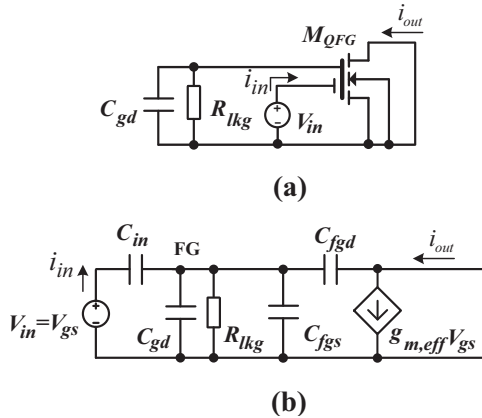 i_out
M_QFG
i_in
C_gd
R_lkg
V_in
(a)
C_in
FG
C_fgd
i_out
i_in
V_in=V_gs
C_gd
R_lkg
C_fgs
g_m,eff V_gs
(b)